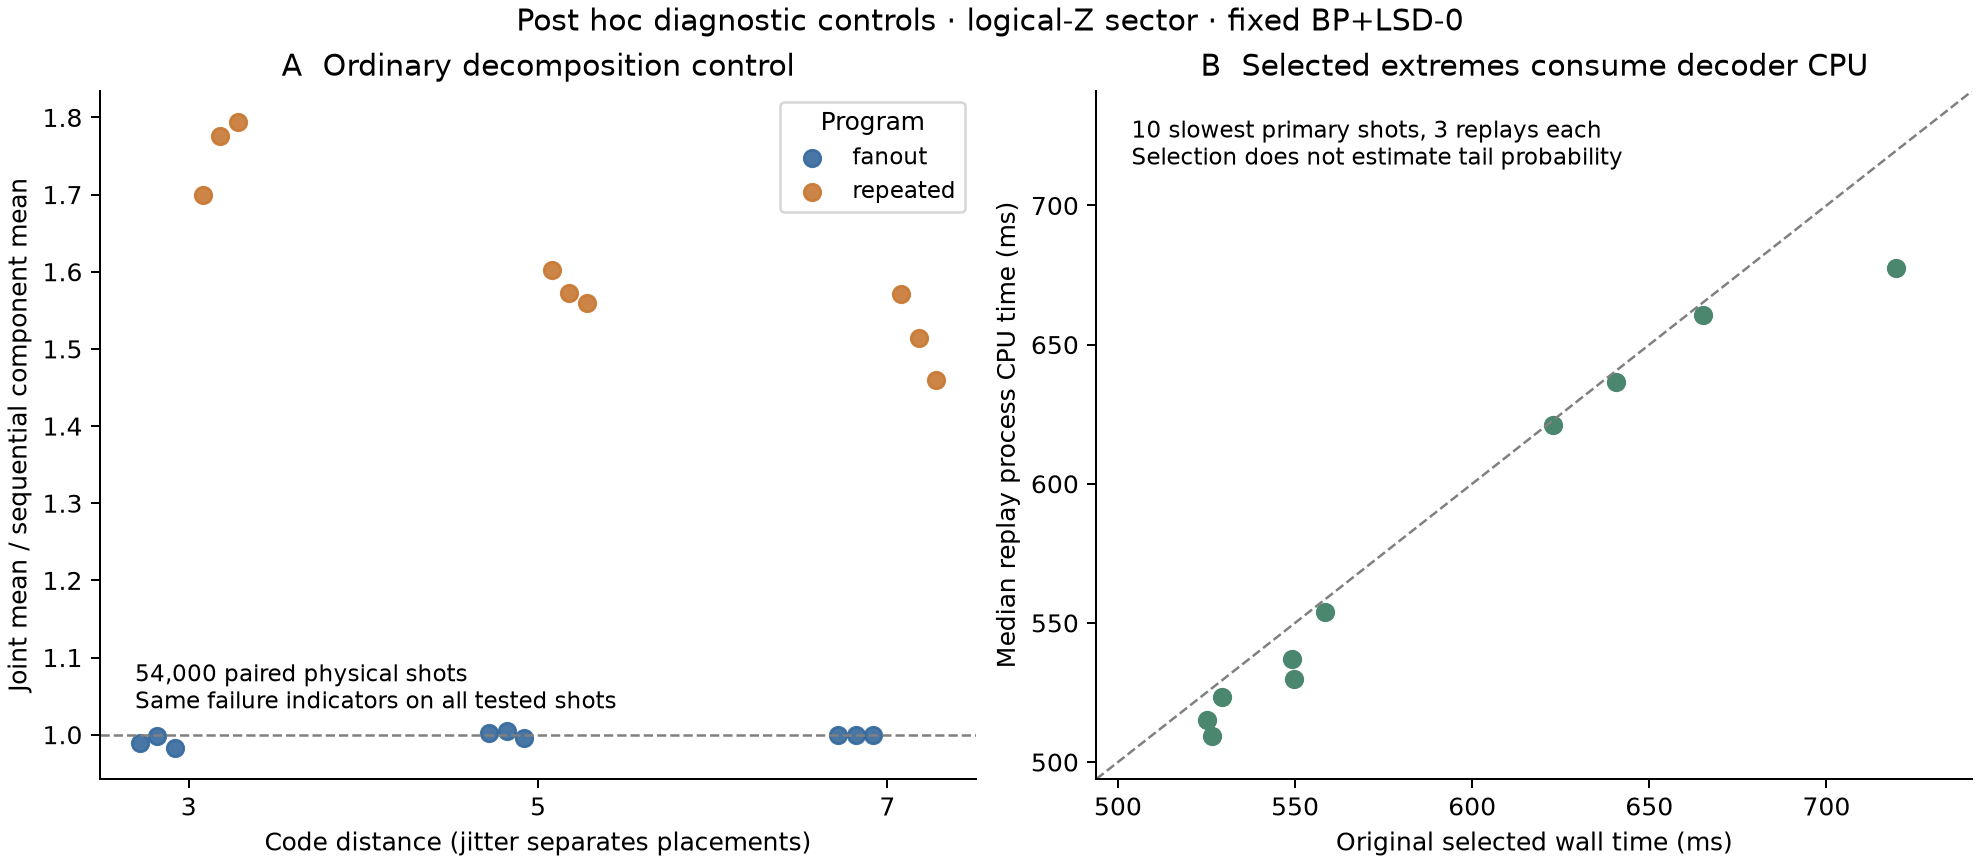 Post hoc diagnostic controls · logical-Z sector · fixed BP+LSD-0
A  Ordinary decomposition control
Joint mean / sequential component mean
1.8
1.7
1.6
1.5
1.4
1.3
1.2
1.1
1.0
Program
fanout
repeated
54,000 paired physical shots
Same failure indicators on all tested shots
3
5
7
Code distance (jitter separates placements)
B  Selected extremes consume decoder CPU
Median replay process CPU time (ms)
700
650
600
550
500
10 slowest primary shots, 3 replays each
Selection does not estimate tail probability
500
550
600
650
700
Original selected wall time (ms)